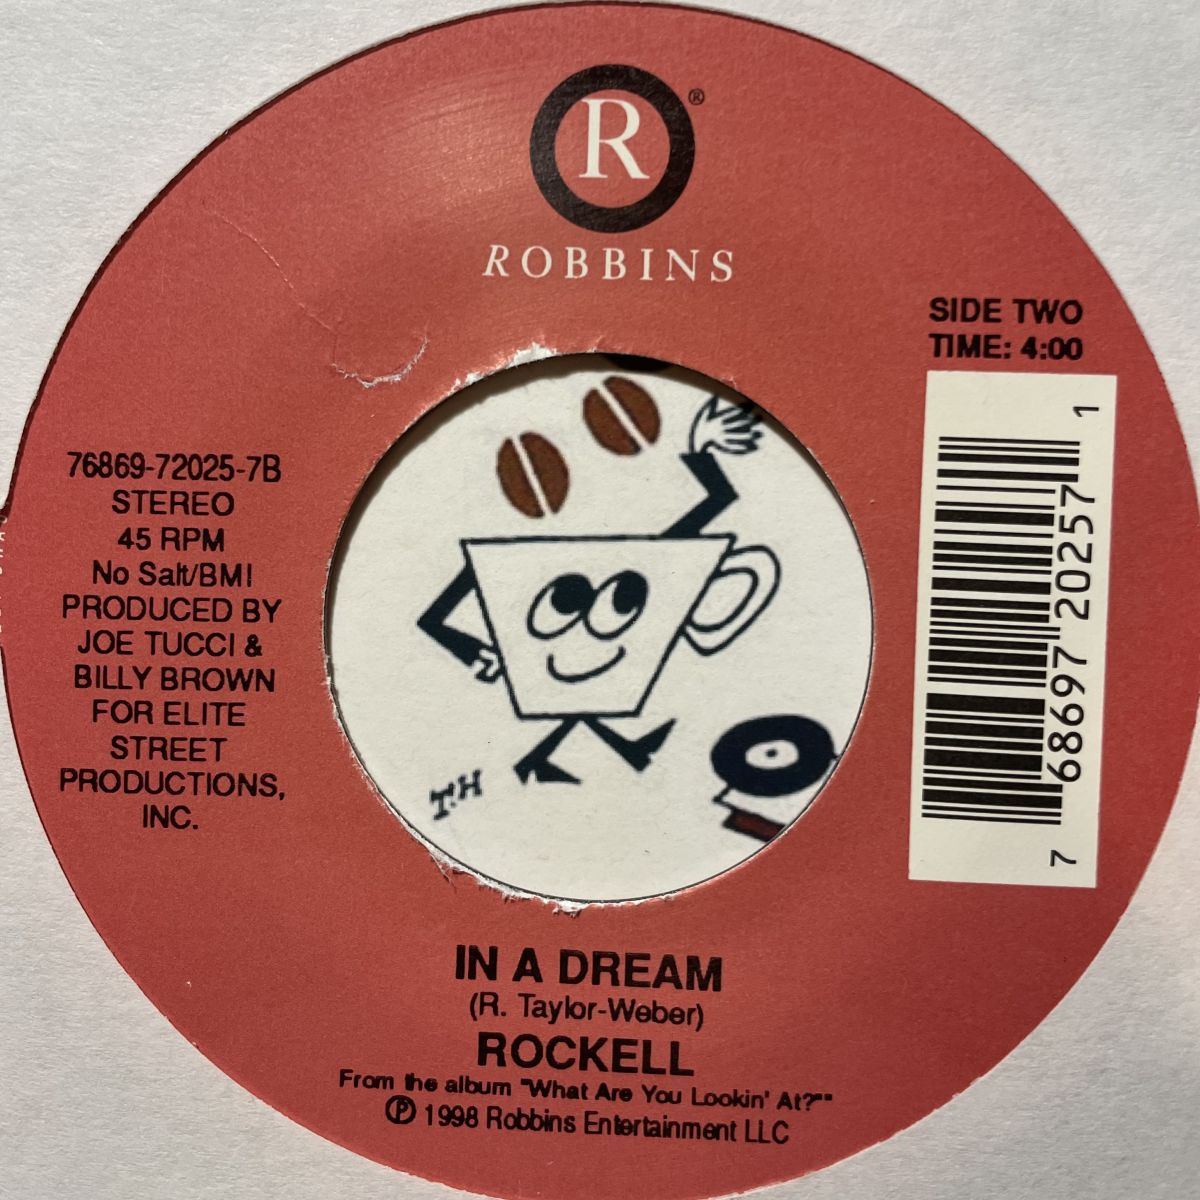 R®
ROBBINS
SIDE TWO
TIME: 4:00
76869-72025-7B
STEREO
45 RPM
No Salt/BMI
PRODUCED BY
JOE TUCCI &
BILLY BROWN
FOR ELITE
STREET
PRODUCTIONS,
INC.
7 68697 20257 1
T.H
IN A DREAM
(R. Taylor-Weber)
ROCKELL
From the album "What Are You Lookin' At?""
℗ 1998 Robbins Entertainment LLC